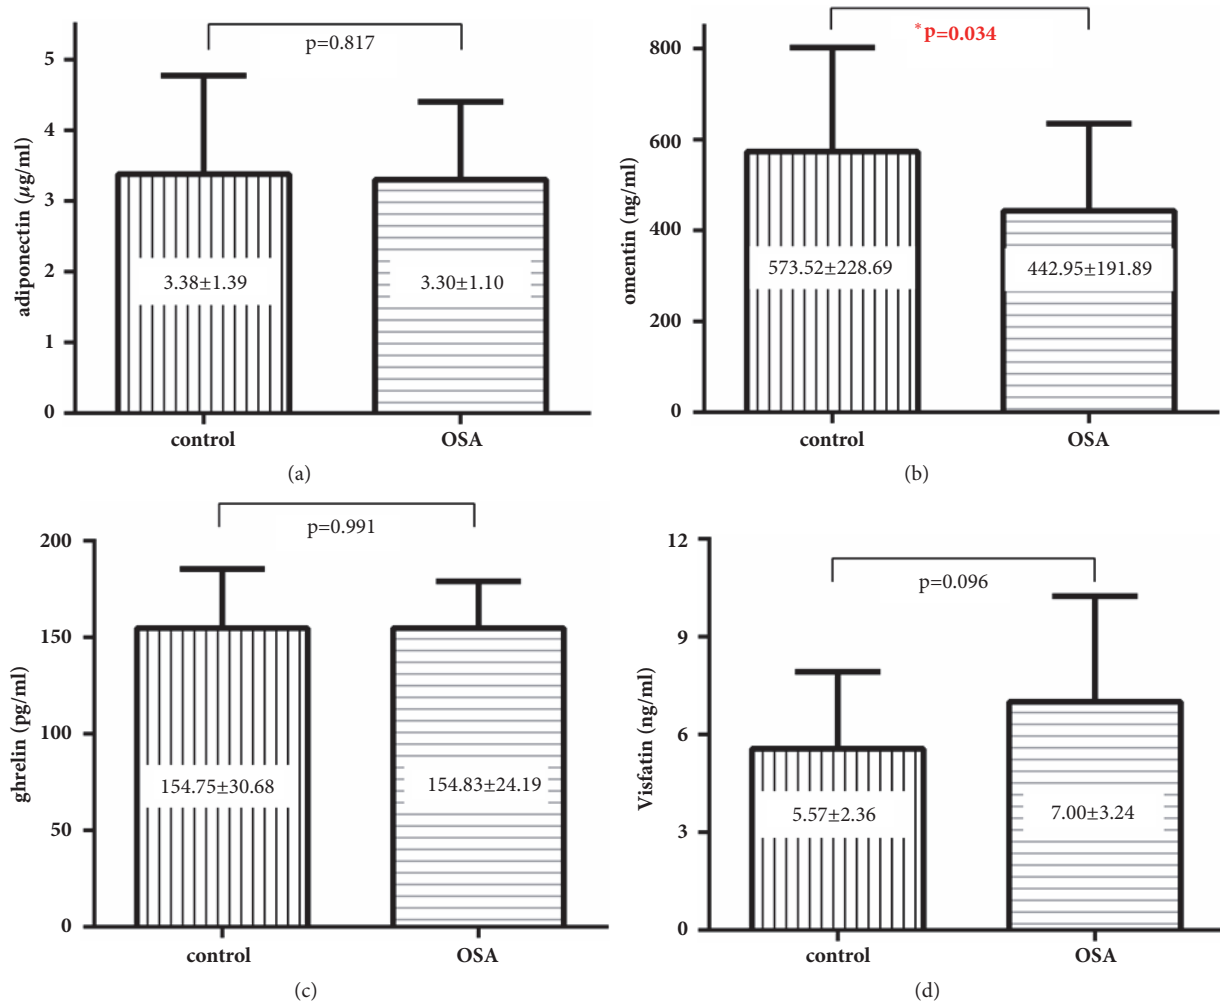 p=0.817
5
4
3
2
1
0
adiponectin (μg/ml)
3.38±1.39
3.30±1.10
control
OSA
(a)
*p=0.034
800
600
400
200
0
omentin (ng/ml)
573.52±228.69
442.95±191.89
control
OSA
(b)
p=0.991
200
150
100
50
0
ghrelin (pg/ml)
154.75±30.68
154.83±24.19
control
OSA
(c)
p=0.096
12
9
6
3
0
Visfatin (ng/ml)
5.57±2.36
7.00±3.24
control
OSA
(d)